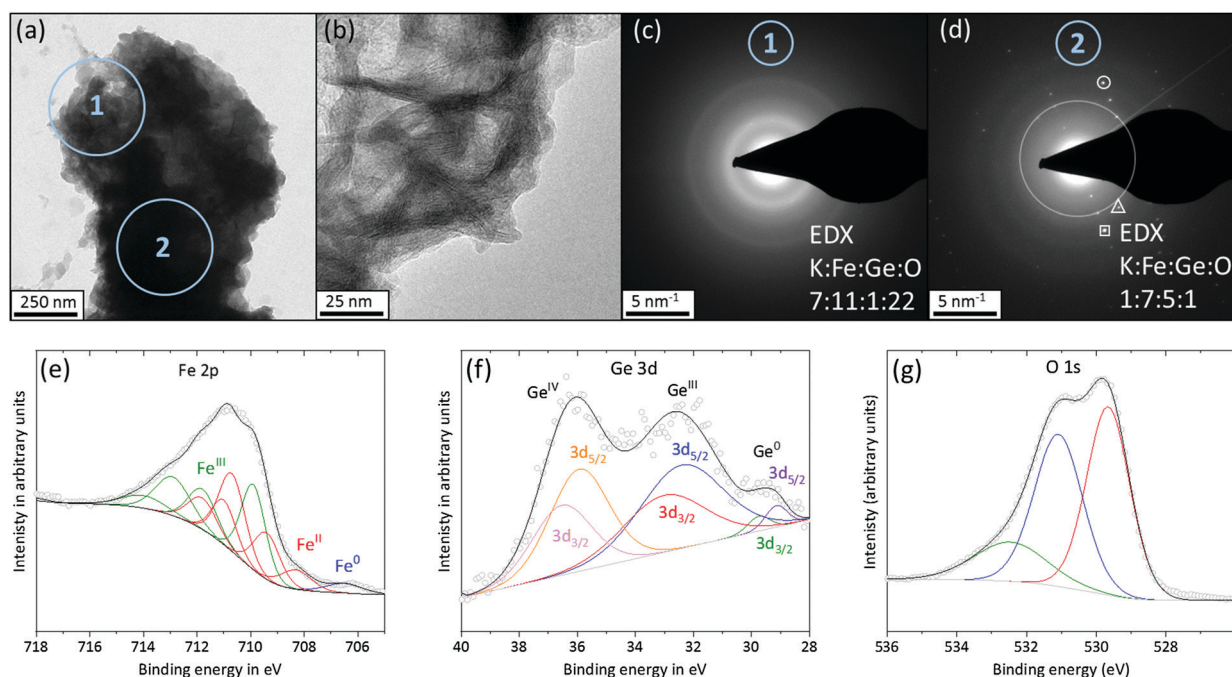 (a)
1
2
250 nm
(b)
25 nm
(c)
1
EDX
K:Fe:Ge:O
7:11:1:22
5 nm⁻¹
(d)
2
EDX
K:Fe:Ge:O
1:7:5:1
5 nm⁻¹
(e)
Fe 2p
Intenisty in arbitrary units
Fe^III
Fe^II
Fe^0
718 716 714 712 710 708 706
Binding energy in eV
(f)
Ge 3d
Intenisty in arbitrary units
Ge^IV
Ge^III
Ge^0
3d5/2
3d5/2
3d5/2
3d3/2
3d3/2
3d3/2
40 38 36 34 32 30 28
Binding energy in eV
(g)
O 1s
Intenisty (arbitrary units)
536 534 532 530 528
Binding energy (eV)